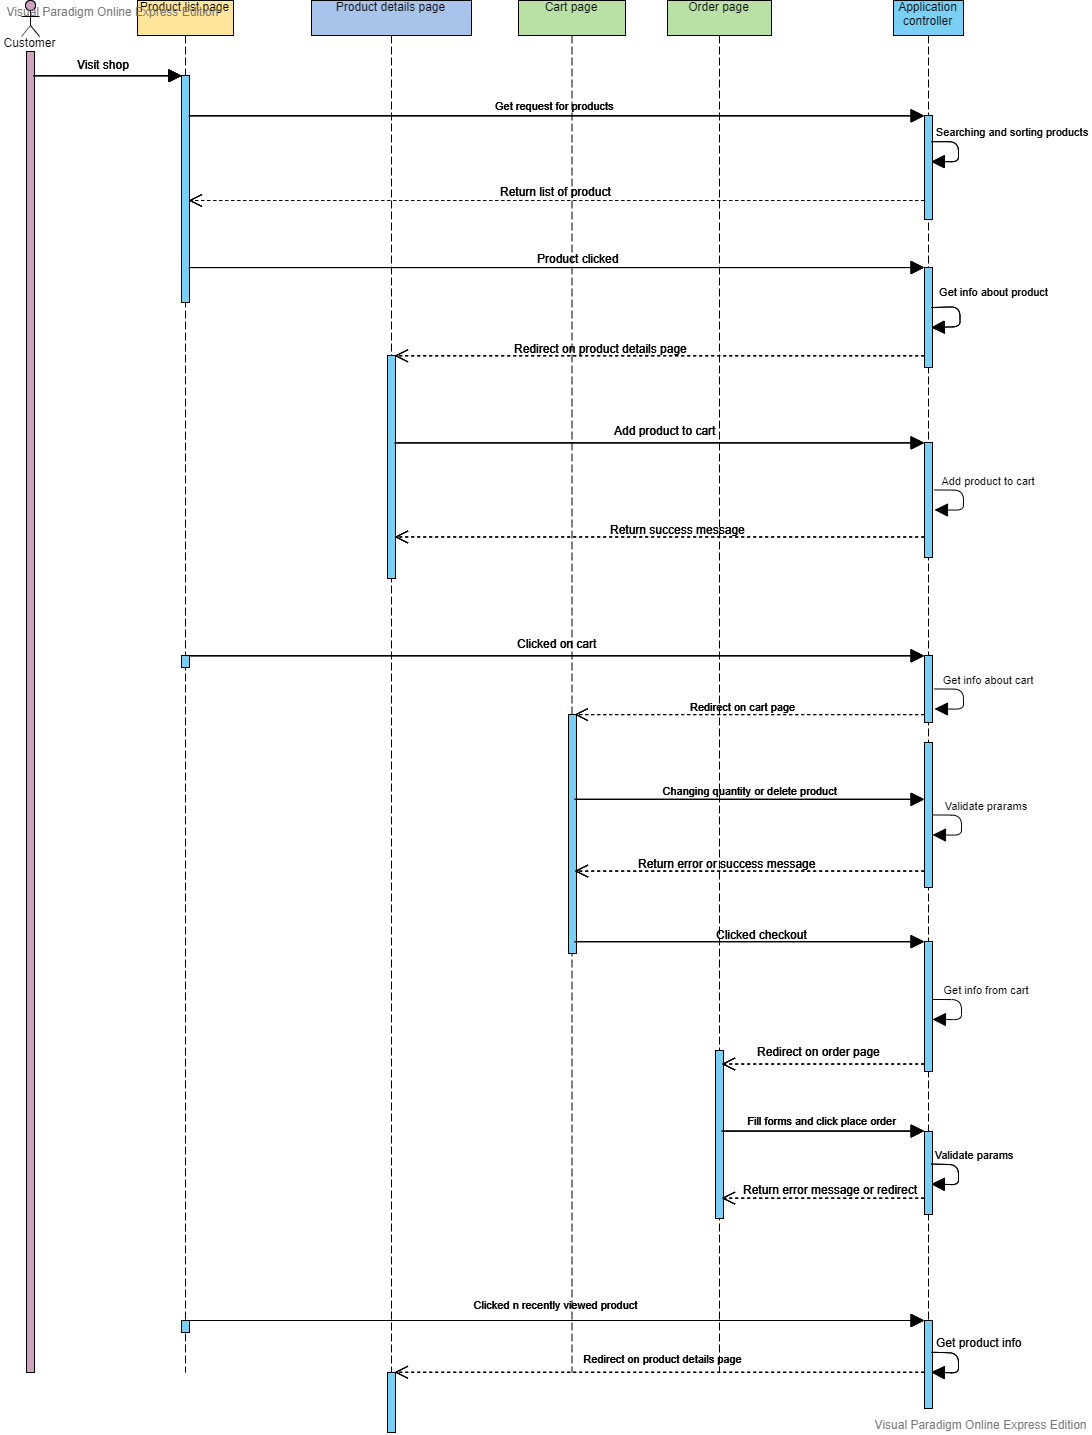 Visual Paradigm Online Express Edition
Product list page
Product details page
Cart page
Order page
Application
controller
Customer
Visit shop
Get request for products
Searching and sorting products
Return list of product
Product clicked
Get info about product
Redirect on product details page
Add product to cart
Add product to cart
Return success message
Clicked on cart
Get info about cart
Redirect on cart page
Changing quantity or delete product
Validate prarams
Return error or success message
Clicked checkout
Get info from cart
Redirect on order page
Fill forms and click place order
Validate params
Return error message or redirect
Clicked n recently viewed product
Get product info
Redirect on product details page
Visual Paradigm Online Express Edition